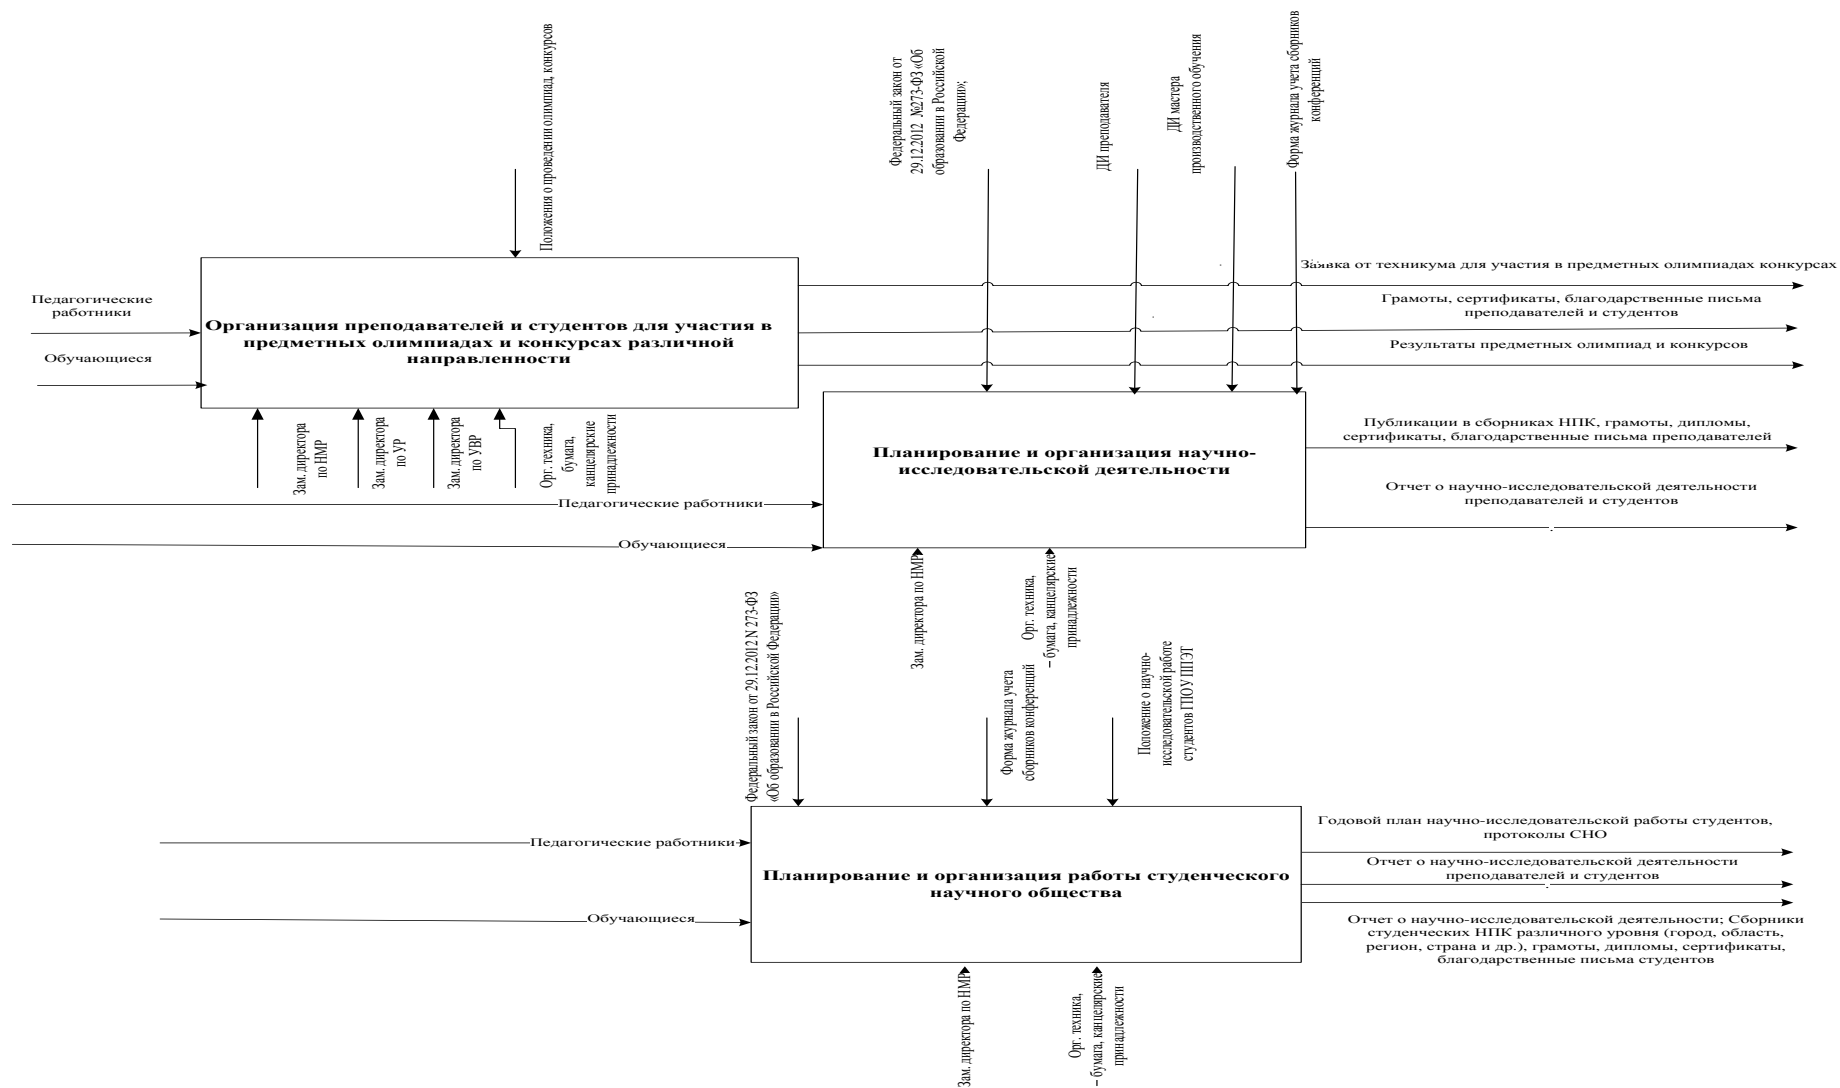 Положения о проведении олимпиад, конкурсов
Федеральный закон от
29.12.2012 №273-ФЗ «Об
образовании в Российской
Федерации»;
ДИ преподавателя
ДИ мастера
производственного обучения
Форма журнала учета сборников
конференций
Педагогические
работники
Обучающиеся
Организация преподавателей и студентов для участия в
предметных олимпиадах и конкурсах различной
направленности
Заявка от техникума для участия в предметных олимпиадах конкурсах
Грамоты, сертификаты, благодарственные письма
преподавателей и студентов
Результаты предметных олимпиад и конкурсов
Зам. директора
по НМР
Зам. директора
по УР
Зам. директора
по УВР
Орг. техника,
бумага,
канцелярские
принадлежности
Планирование и организация научно-
исследовательской деятельности
Педагогические работники
Обучающиеся
Публикации в сборниках НПК, грамоты, дипломы,
сертификаты, благодарственные письма преподавателей
Отчет о научно-исследовательской деятельности
преподавателей и студентов
Зам. директора по НМР
Орг. техника,
– бумага, канцелярские
принадлежности
Федеральный закон от 29.12.2012 N 273-ФЗ
«Об образовании в Российской Федерации»
Форма журнала учета
сборников конференций
Положение о научно-
исследовательской работе
студентов ГПОУ ППЭТ
Педагогические работники
Обучающиеся
Планирование и организация работы студенческого
научного общества
Годовой план научно-исследовательской работы студентов,
протоколы СНО
Отчет о научно-исследовательской деятельности
преподавателей и студентов
Отчет о научно-исследовательской деятельности; Сборники
студенческих НПК различного уровня (город, область,
регион, страна и др.), грамоты, дипломы, сертификаты,
благодарственные письма студентов
Зам. директора по НМР
Орг. техника,
– бумага, канцелярские
принадлежности